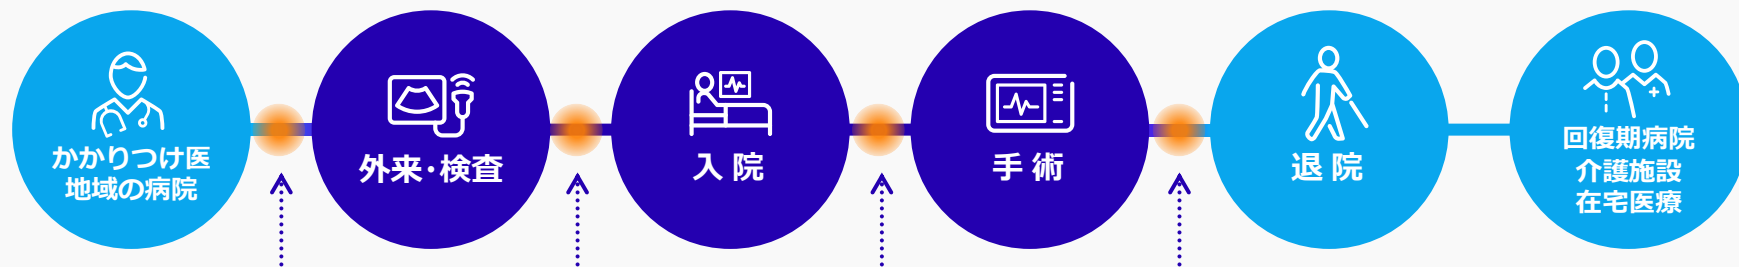 かかりつけ医
地域の病院
外来・検査
入院
手術
退院
回復期病院
介護施設
在宅医療